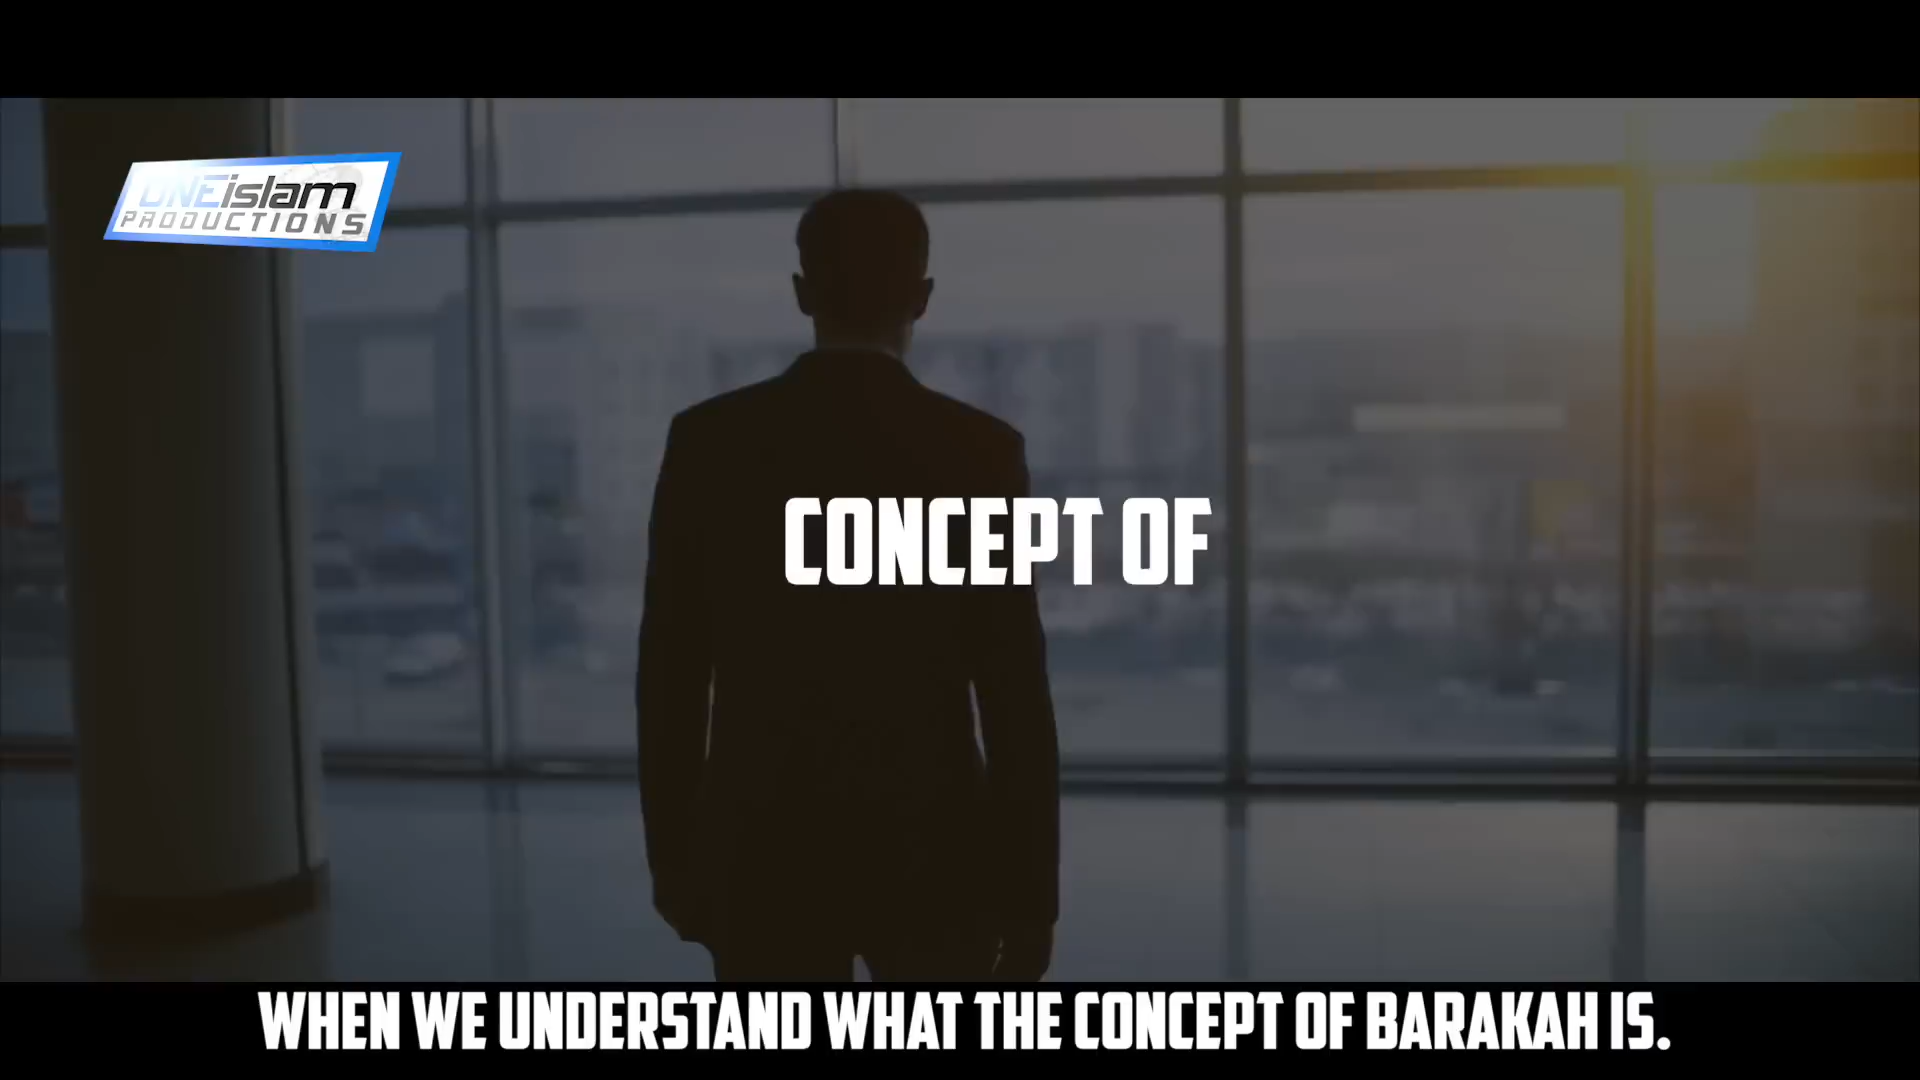 ONEislam
PRODUCTIONS
CONCEPT OF
WHEN WE UNDERSTAND WHAT THE CONCEPT OF BARAKAH IS.